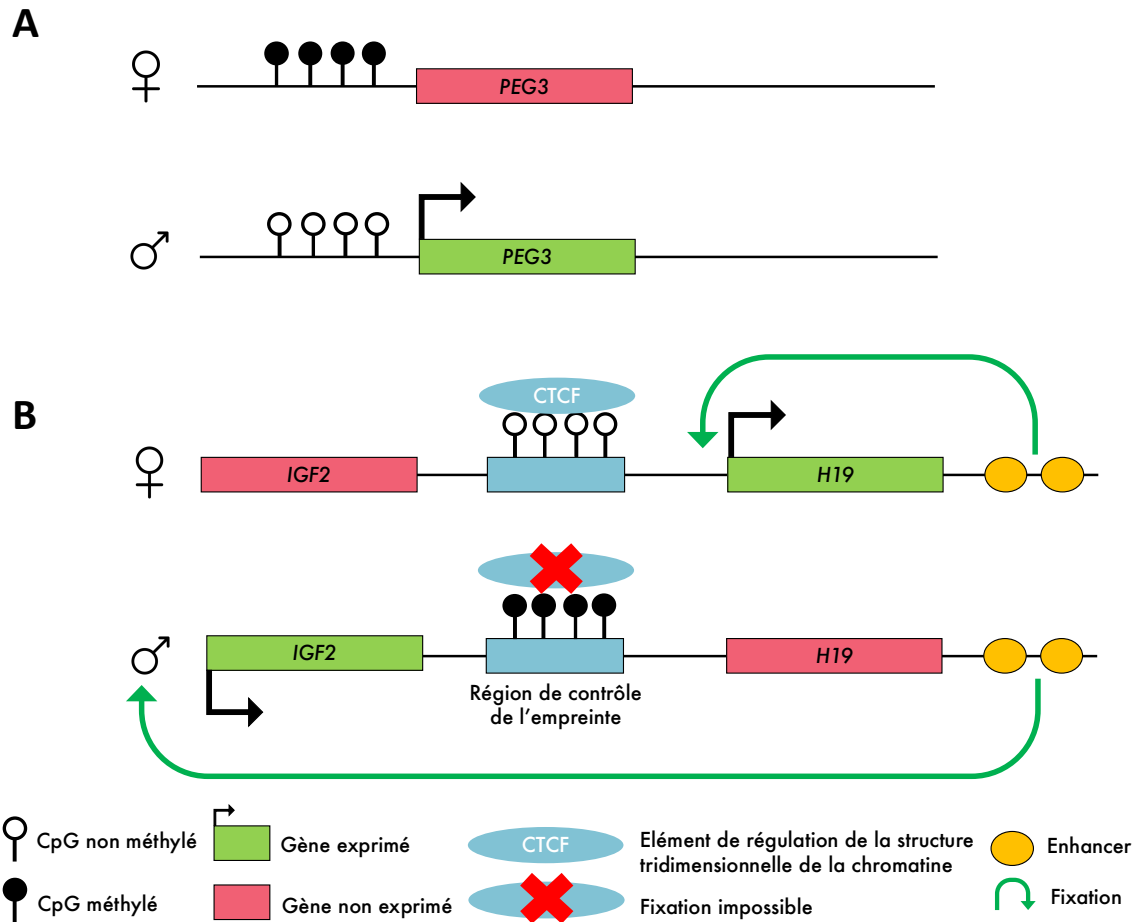 A
PEG3
PEG3
B
CTCF
IGF2
H19
IGF2
H19
Région de contrôle
de l'empreinte
CpG non méthylé
Gène exprimé
CTCF
Elément de régulation de la structure
tridimensionnelle de la chromatine
Enhancer
CpG méthylé
Gène non exprimé
Fixation impossible
Fixation